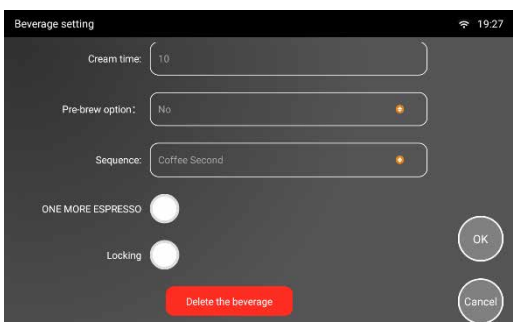 Beverage setting 19:27
Cream time: 10
Pre-brew option: No
Sequence: Coffee Second
ONE MORE ESPRESSO
OK
Locking
Delete the beverage
Cancel